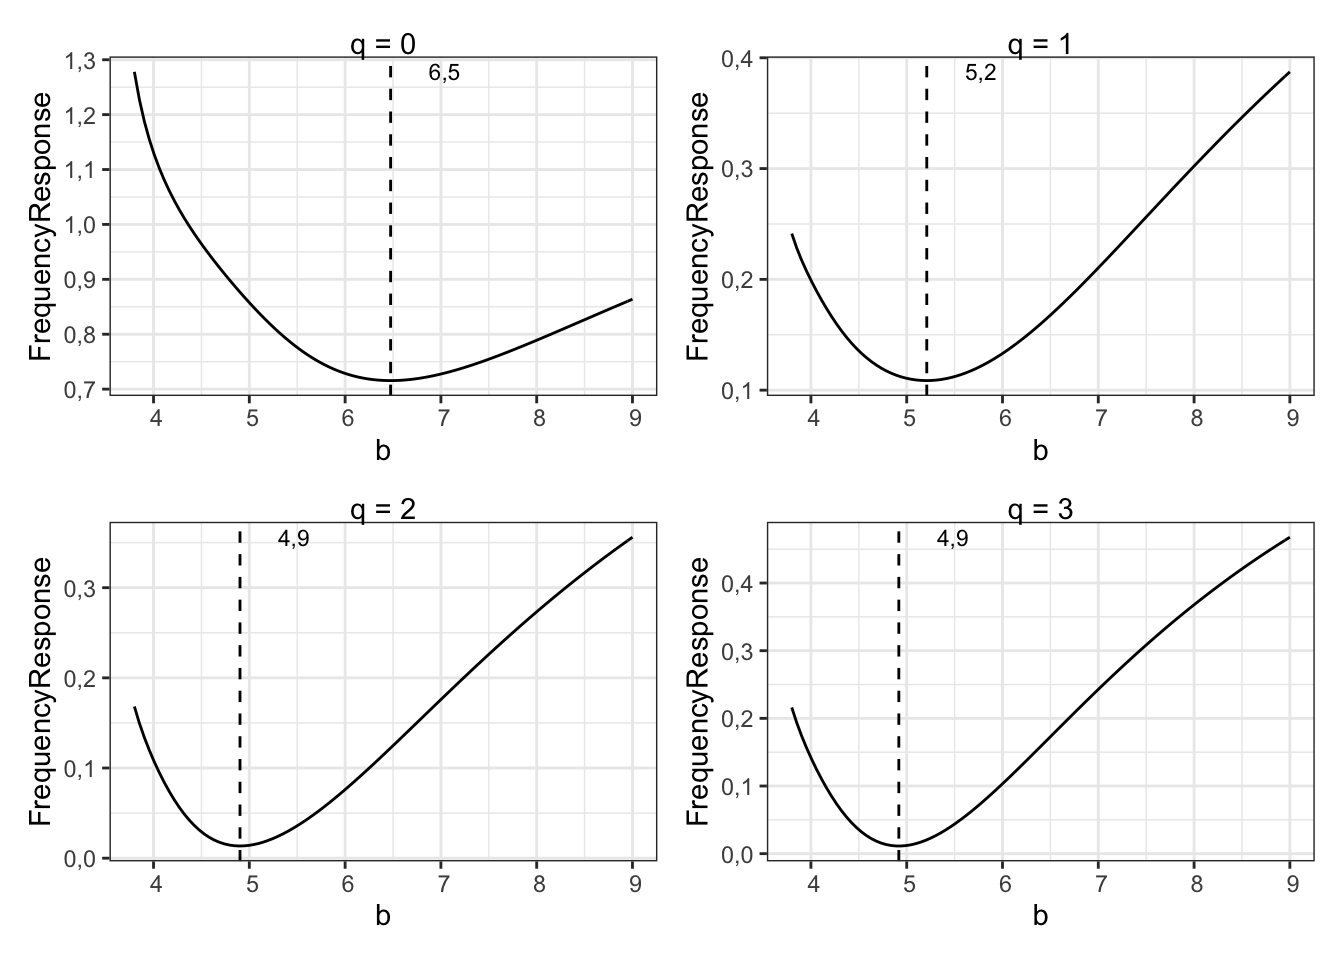 q = 0
6,5
FrequencyResponse
1,3
1,2
1,1
1,0
0,9
0,8
0,7
4 5 6 7 8 9
b
q = 1
5,2
FrequencyResponse
0,4
0,3
0,2
0,1
4 5 6 7 8 9
b
q = 2
4,9
FrequencyResponse
0,3
0,2
0,1
0,0
4 5 6 7 8 9
b
q = 3
4,9
FrequencyResponse
0,4
0,3
0,2
0,1
0,0
4 5 6 7 8 9
b